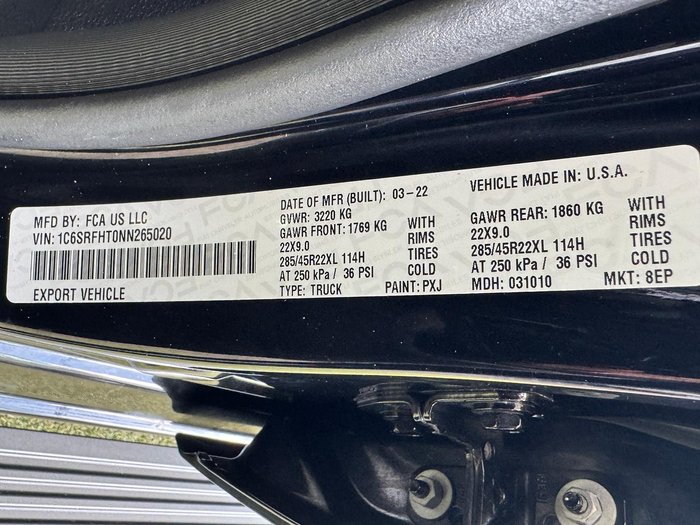 MFD BY: FCA US LLC
VIN: 1C6SRFHT0NN265020
EXPORT VEHICLE
DATE OF MFR (BUILT): 03-22
GVWR: 3220 KG
GAWR FRONT: 1769 KG WITH
22X9.0 RIMS
285/45R22XL 114H TIRES
AT 250 kPa / 36 PSI COLD
TYPE: TRUCK PAINT: PXJ
VEHICLE MADE IN: U.S.A.
GAWR REAR: 1860 KG WITH
22X9.0 RIMS
285/45R22XL 114H TIRES
AT 250 kPa / 36 PSI COLD
MDH: 031010 MKT: 8EP